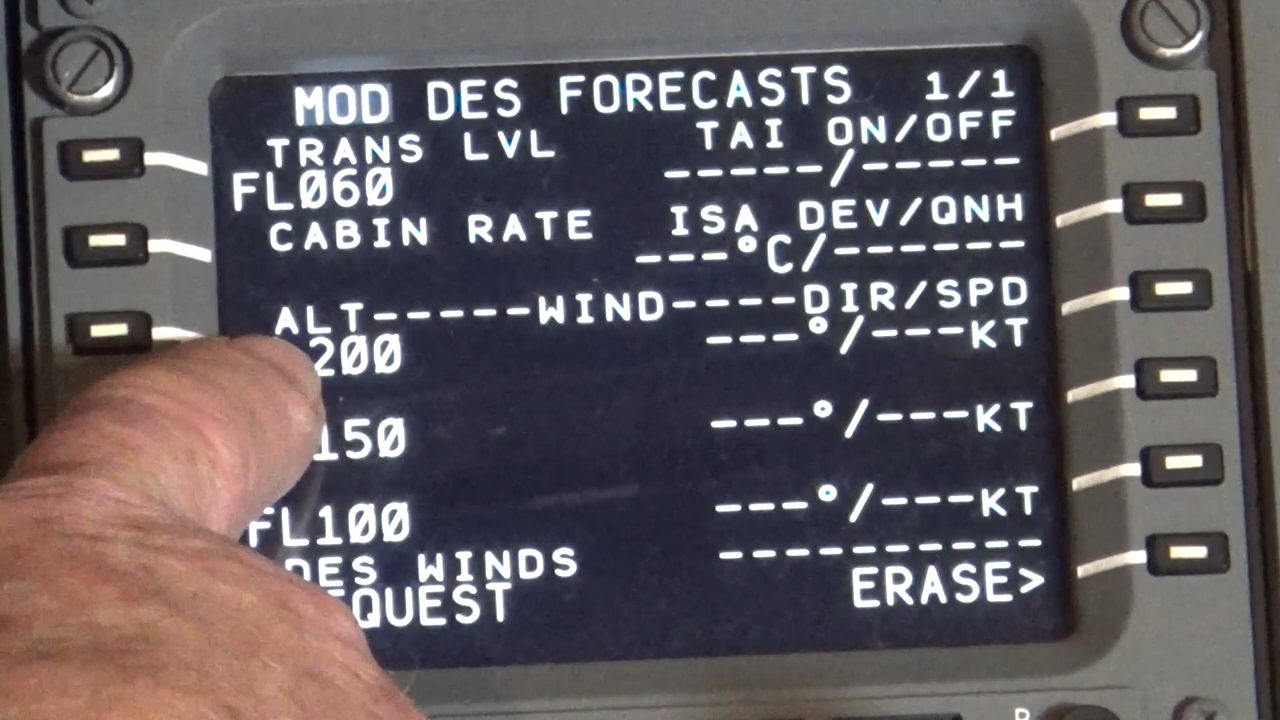 MOD DES FORECASTS 1/1
TRANS LVL TAI ON/OFF
FL060 -----/-----
CABIN RATE ISA DEV/QNH
---°C/------
ALT-----WIND----DIR/SPD
200 ---°/---KT
150 ---°/---KT
FL100 ---°/---KT
DES WINDS ----------
QUEST ERASE>